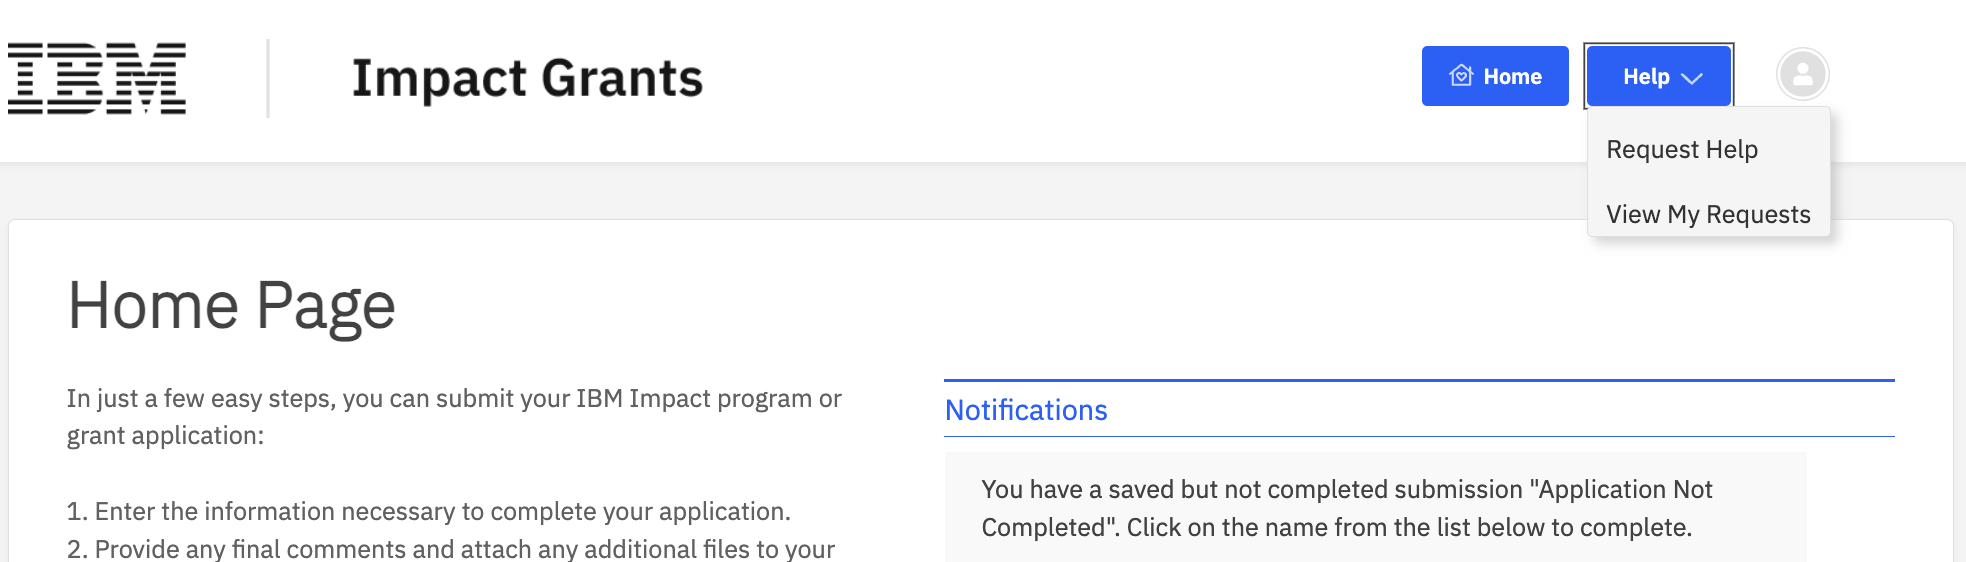 IBM
Impact Grants
Home
Help
Request Help
View My Requests
Home Page
In just a few easy steps, you can submit your IBM Impact program or
grant application:
1. Enter the information necessary to complete your application.
2. Provide any final comments and attach any additional files to your
Notifications
You have a saved but not completed submission "Application Not
Completed". Click on the name from the list below to complete.